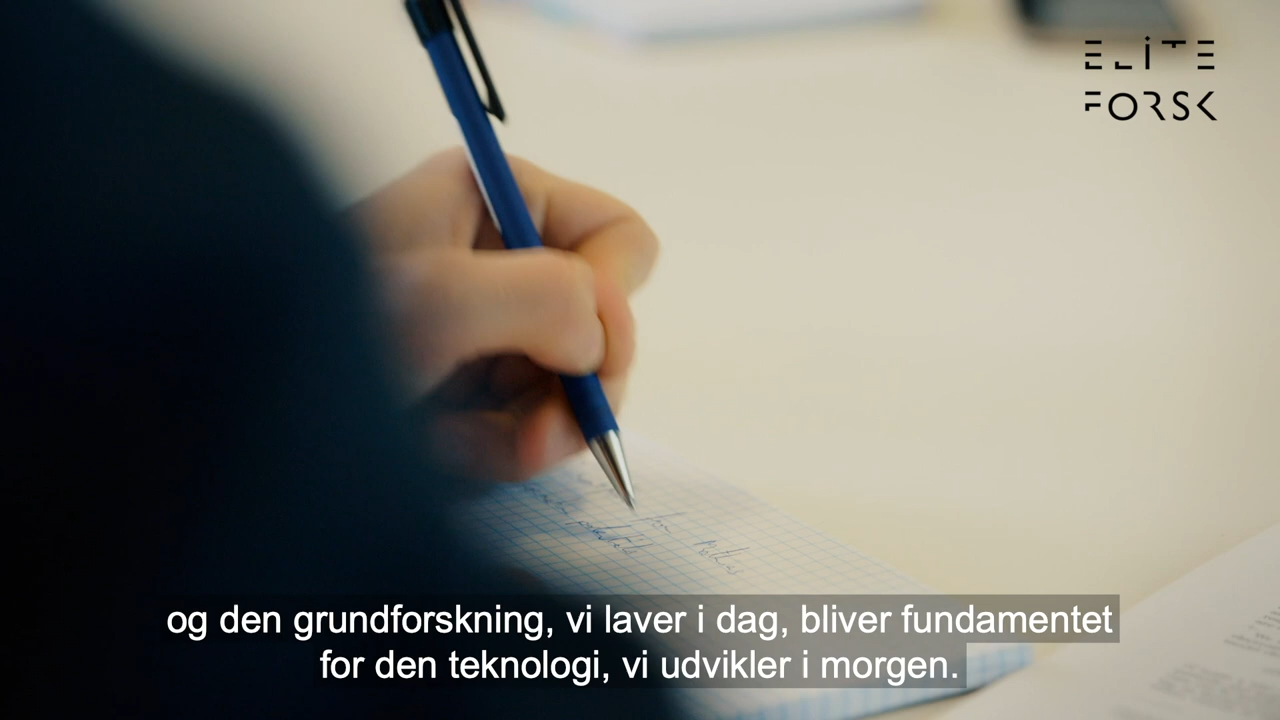 ELITE
FORSK
og den grundforskning, vi laver i dag, bliver fundamentet
for den teknologi, vi udvikler i morgen.